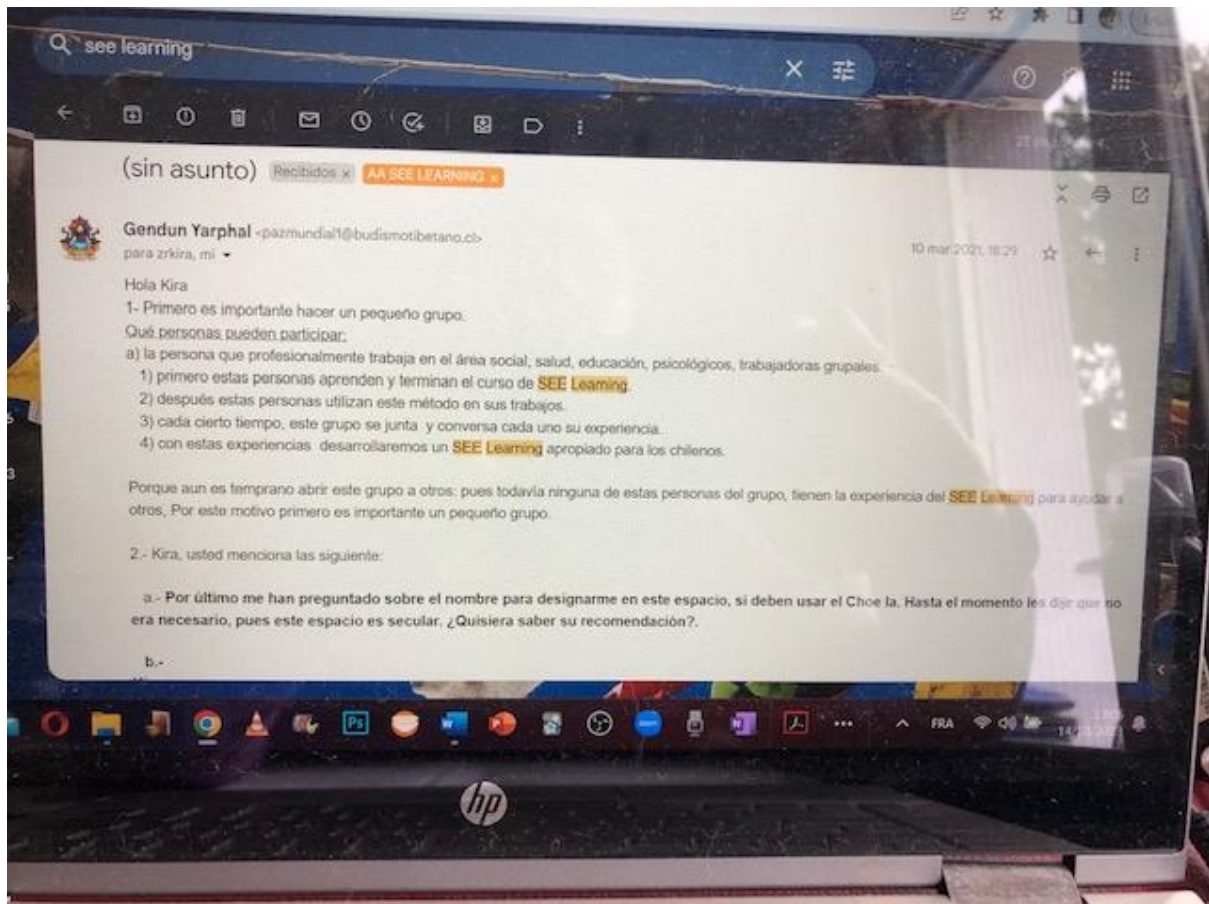 see learning
(sin asunto) Recibidos x AA SEE LEARNING x
Gendun Yarphal <pazmundial1@budismotibetano.cl>
para zrkira, mi
10 mar 2021, 18:29
Hola Kira
1- Primero es importante hacer un pequeño grupo.
Qué personas pueden participar:
a) la persona que profesionalmente trabaja en el área social, salud, educación, psicológicos, trabajadoras grupales.
1) primero estas personas aprenden y terminan el curso de SEE Learning.
2) después estas personas utilizan este método en sus trabajos.
3) cada cierto tiempo, este grupo se junta y conversa cada uno su experiencia.
4) con estas experiencias desarrollaremos un SEE Learning apropiado para los chilenos.
Porque aun es temprano abrir este grupo a otros: pues todavía ninguna de estas personas del grupo, tienen la experiencia del SEE Learning para ayudar a
otros, Por este motivo primero es importante un pequeño grupo.
2.- Kira, usted menciona las siguiente:
a.- Por último me han preguntado sobre el nombre para designarme en este espacio, si deben usar el Choe la. Hasta el momento les dije que no
era necesario, pues este espacio es secular. ¿Quisiera saber su recomendación?.
b.-
Ps
zoom
FRA
hp